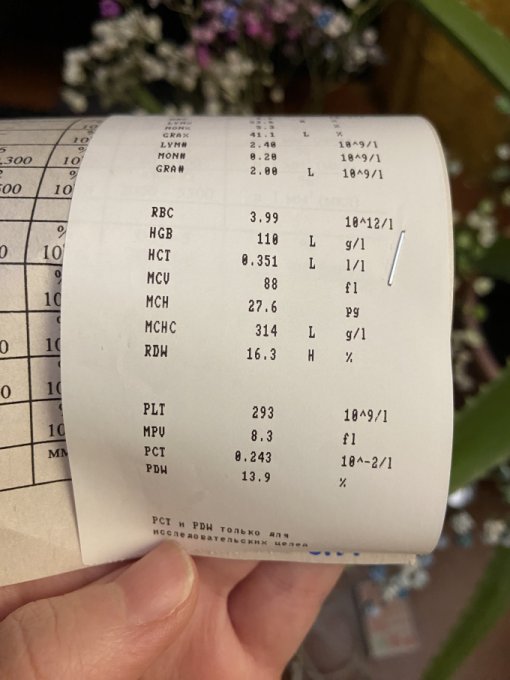 LYM%
MON%
GRA% 41.1 L %
LYM# 2.40 10^9/l
MON# 0.20 10^9/l
GRA# 2.00 L 10^9/l
RBC 3.99 10^12/l
HGB 110 L g/l
HCT 0.351 L l/l
MCV 88 fl
MCH 27.6 pg
MCHC 314 L g/l
RDW 16.3 H %
PLT 293 10^9/l
MPV 8.3 fl
PCT 0.243 10^-2/l
PDW 13.9 %
PCT и PDW только для
исследовательских целей